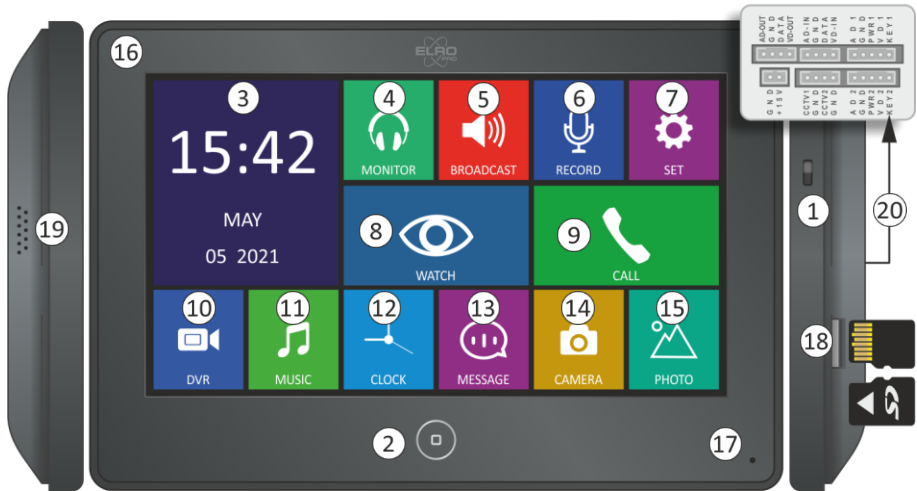 16
ELRO
PRO
3
15:42
MAY
05 2021
4
MONITOR
5
BROADCAST
6
RECORD
7
SET
8
WATCH
9
CALL
10
DVR
11
MUSIC
12
CLOCK
13
MESSAGE
14
CAMERA
15
PHOTO
2
17
19
1
20
18
AD-OUT
GND
DATA
VD-OUT
AD-IN
GND
DATA
VD-IN
AD1
GND
PWR1
VD1
KEY1
GND
+15V
CCTV1
GND
CCTV2
GND
AD2
GND
PWR2
VD2
KEY2